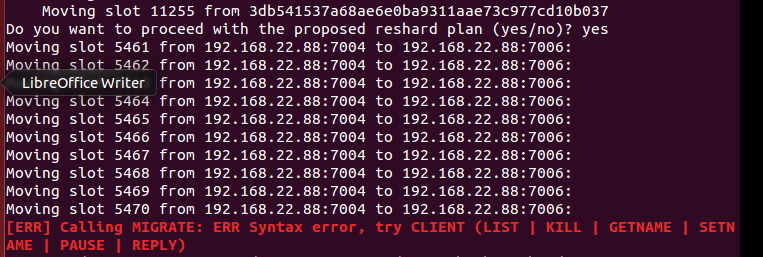 Moving slot 11255 from 3db541537a68ae6e0ba9311aae73c977cd10b037
Do you want to proceed with the proposed reshard plan (yes/no)? yes
Moving slot 5461 from 192.168.22.88:7004 to 192.168.22.88:7006:
Moving slot 5462 from 192.168.22.88:7004 to 192.168.22.88:7006:
LibreOffice Writer from 192.168.22.88:7004 to 192.168.22.88:7006:
Moving slot 5464 from 192.168.22.88:7004 to 192.168.22.88:7006:
Moving slot 5465 from 192.168.22.88:7004 to 192.168.22.88:7006:
Moving slot 5466 from 192.168.22.88:7004 to 192.168.22.88:7006:
Moving slot 5467 from 192.168.22.88:7004 to 192.168.22.88:7006:
Moving slot 5468 from 192.168.22.88:7004 to 192.168.22.88:7006:
Moving slot 5469 from 192.168.22.88:7004 to 192.168.22.88:7006:
Moving slot 5470 from 192.168.22.88:7004 to 192.168.22.88:7006:
[ERR] Calling MIGRATE: ERR Syntax error, try CLIENT (LIST | KILL | GETNAME | SETN
AME | PAUSE | REPLY)